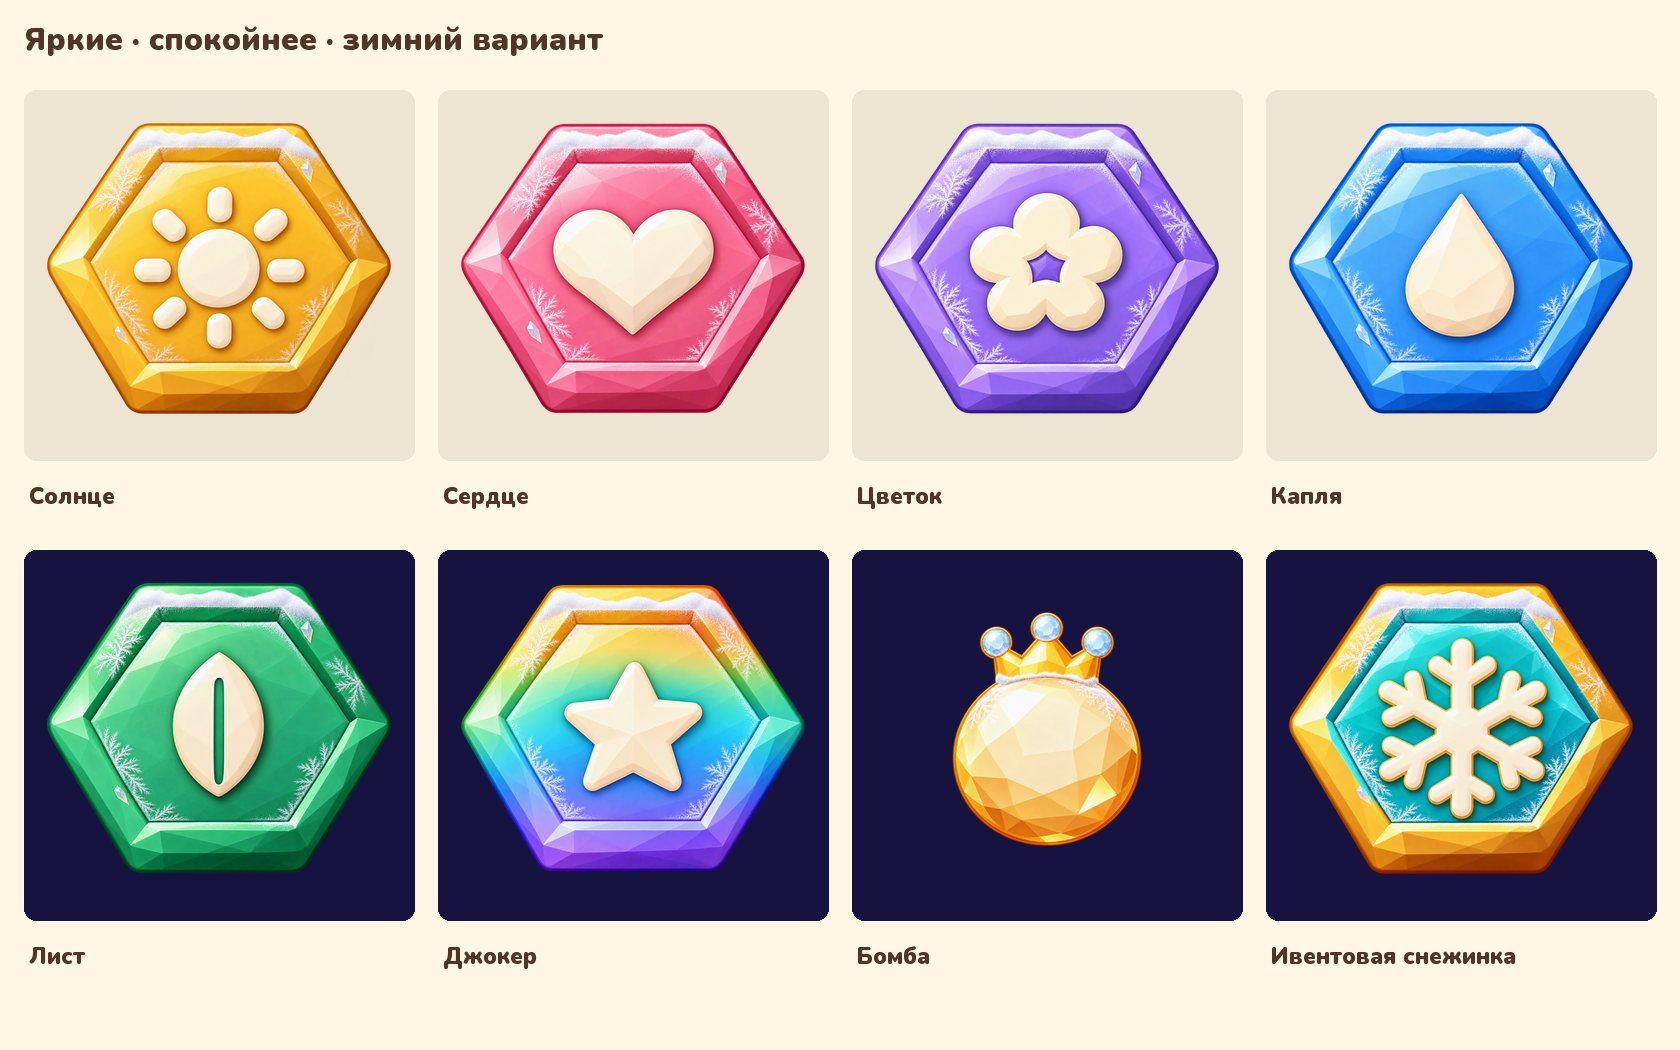 Яркие · спокойнее · зимний вариант
Солнце
Сердце
Цветок
Капля
Лист
Джокер
Бомба
Ивентовая снежинка